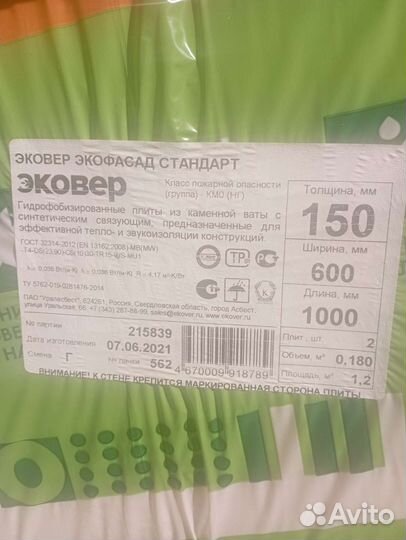 ЭКОВЕР ЭКОФАСАД СТАНДАРТ
эковер
Класс пожарной опасности
(группа) - КМ0 (НГ)
Гидрофобизированные плиты из каменной ваты с
синтетическим связующим, предназначенные для
эффективной тепло- и звукоизоляции конструкций.
ГОСТ 32314-2012 (EN 13162:2008)-МВ(MW)
ТУ 5762-019-0281476-2014
ПАО "Ураласбест", 624261, Россия, Свердловская область, город Асбест,
улица Уральская, 66, +7 343 287-88-99, sales@ekover.ru, ekover.ru
№ партии 215839
Дата изготовления 07.06.2021
Смена Г № пачки 562
4 670009 918789
Толщина, мм
150
Ширина, мм
600
Длина, мм
1000
Плит, шт. 2
Объем, м³ 0,180
Площадь, м² 1,2
ВНИМАНИЕ! К СТЕНЕ КРЕПИТСЯ МАРКИРОВАННАЯ СТОРОНА ПЛИТЫ
Avito